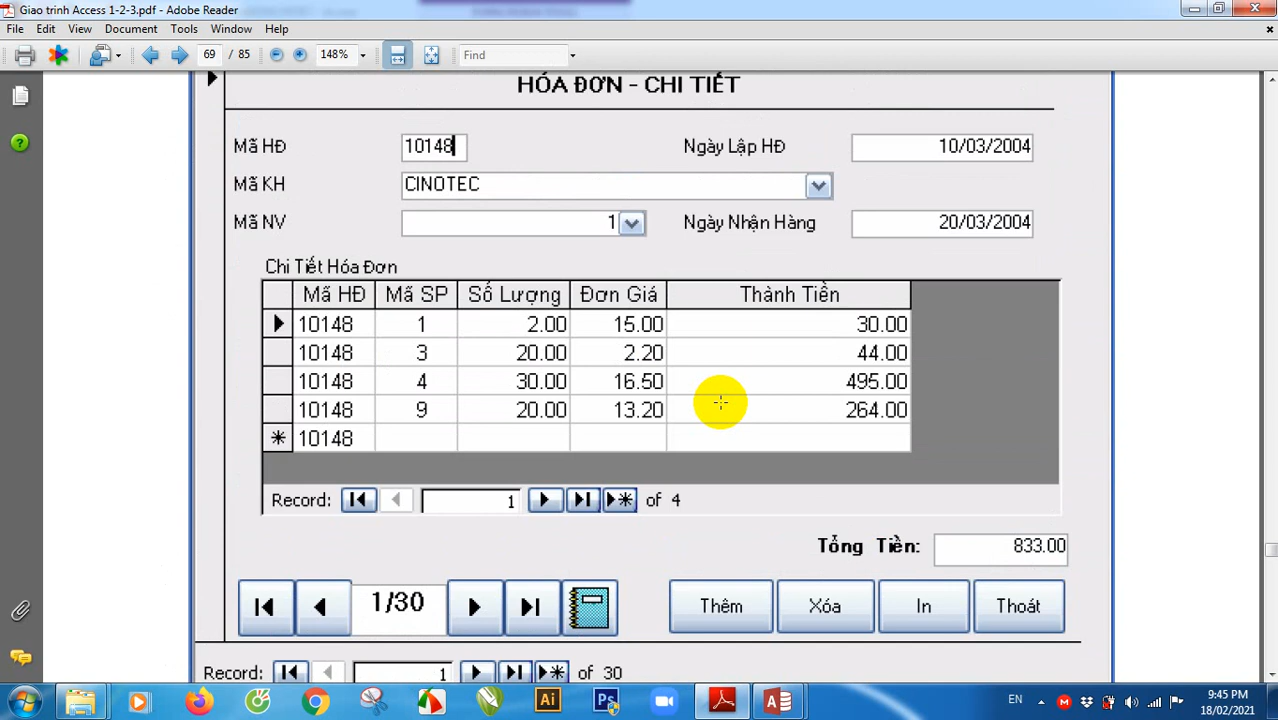 Giao trinh Access 1-2-3.pdf - Adobe Reader
File Edit View Document Tools Window Help
69 / 85 148% Find
HÓA ĐƠN - CHI TIẾT
Mã HĐ 10148 Ngày Lập HĐ 10/03/2004
Mã KH CINOTEC
Mã NV 1 Ngày Nhận Hàng 20/03/2004
Chi Tiết Hóa Đơn
Mã HĐ Mã SP Số Lượng Đơn Giá Thành Tiền
10148 1 2.00 15.00 30.00
10148 3 20.00 2.20 44.00
10148 4 30.00 16.50 495.00
10148 9 20.00 13.20 264.00
10148
Record: 1 of 4
Tổng Tiền: 833.00
1/30 Thêm Xóa In Thoát
Record: 1 of 30
EN 9:45 PM
18/02/2021